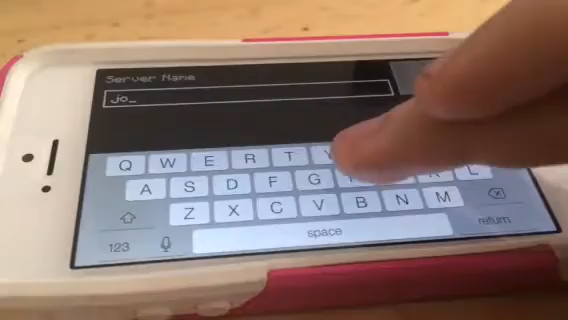 Server Name
jo_
Q W E R T
A S D F G L
Z X C V B N M
123 space return